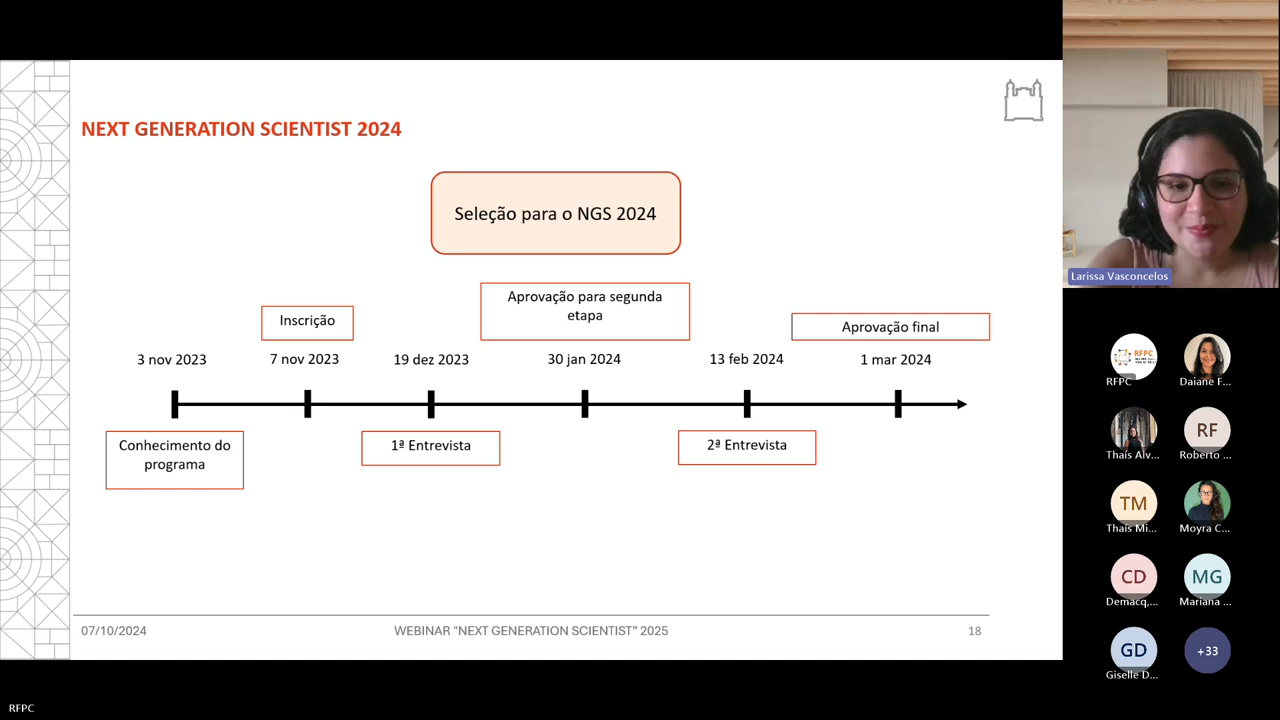 NEXT GENERATION SCIENTIST 2024
Seleção para o NGS 2024
Inscrição
Aprovação para segunda
etapa
Aprovação final
3 nov 2023
7 nov 2023
19 dez 2023
30 jan 2024
13 feb 2024
1 mar 2024
Conhecimento do
programa
1ª Entrevista
2ª Entrevista
07/10/2024
WEBINAR "NEXT GENERATION SCIENTIST" 2025
18
Larissa Vasconcelos
RFPC
RFPC
Daiane F...
Thaís Alv...
RF
Roberto ...
TM
Thaís Mi...
Moyra C...
CD
Demacq,...
MG
Mariana ...
GD
Giselle D...
+33
RFPC